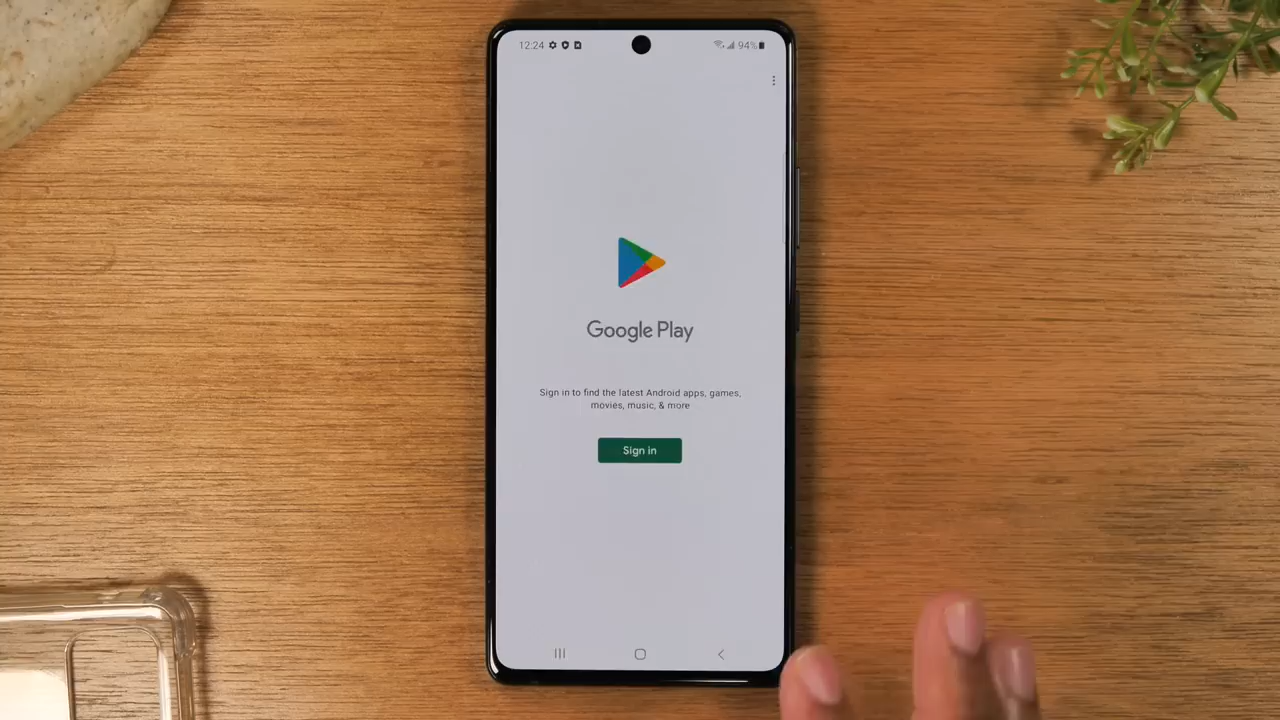 12:24
94%
Google Play
Sign in to find the latest Android apps, games,
movies, music, & more
Sign in